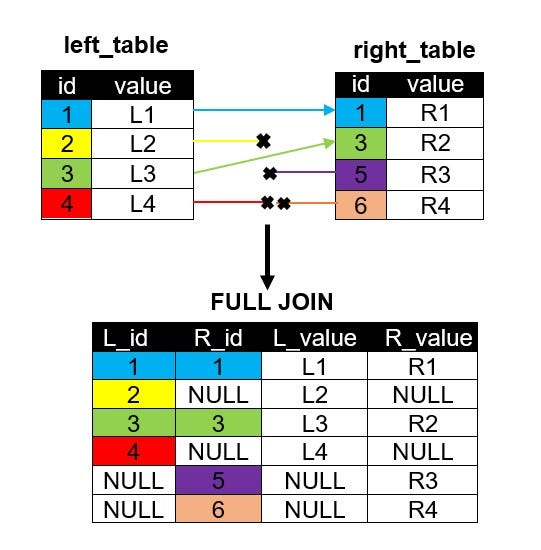 left_table
right_table
id value
1 L1
2 L2
3 L3
4 L4
id value
1 R1
3 R2
5 R3
6 R4
FULL JOIN
L_id R_id L_value R_value
1 1 L1 R1
2 NULL L2 NULL
3 3 L3 R2
4 NULL L4 NULL
NULL 5 NULL R3
NULL 6 NULL R4